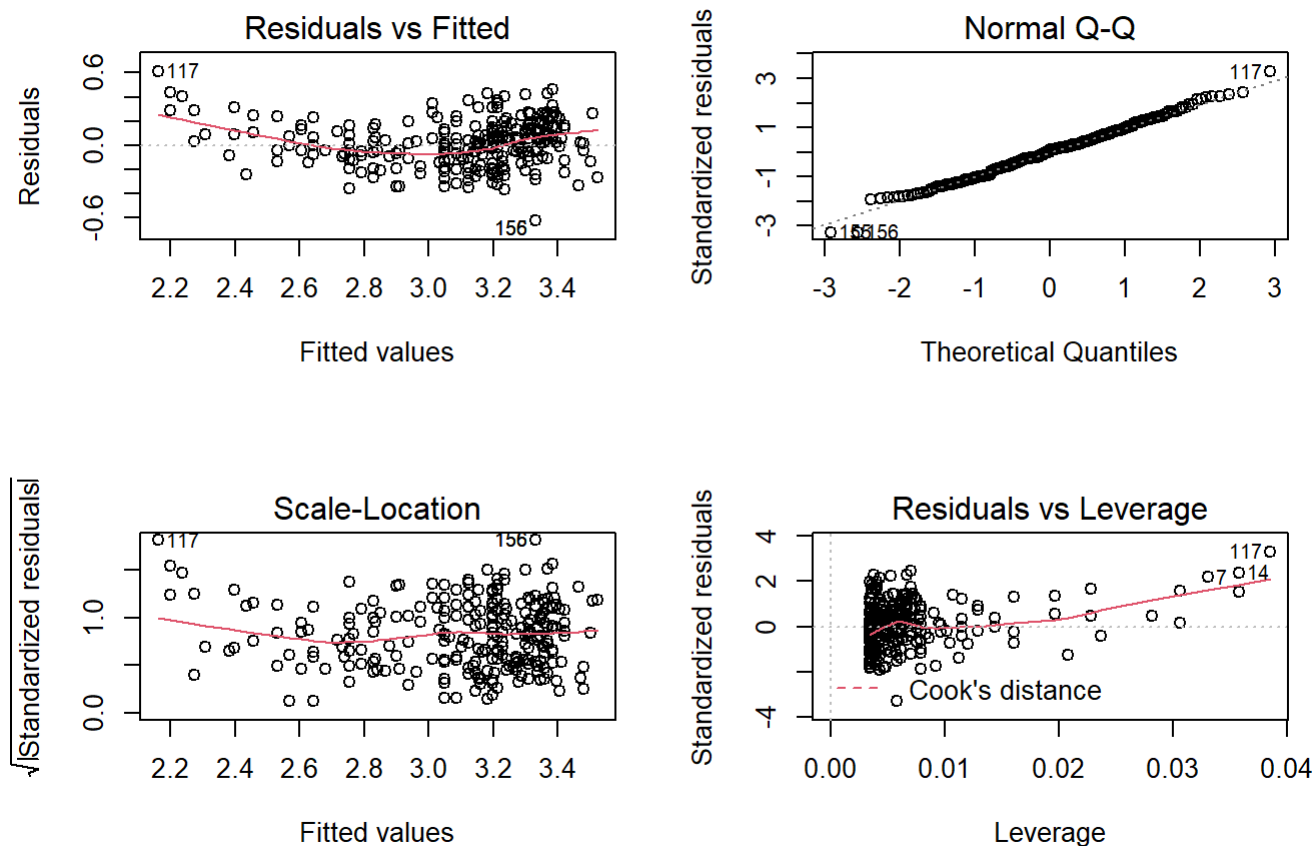 Residuals vs Fitted
Residuals
0.6
0.0
-0.6
117
156
2.2 2.4 2.6 2.8 3.0 3.2 3.4
Fitted values
Normal Q-Q
Standardized residuals
3
1
-1
-3
117
156
-3 -2 -1 0 1 2 3
Theoretical Quantiles
Scale-Location
√|Standardized residuals|
1.0
0.0
117
156
2.2 2.4 2.6 2.8 3.0 3.2 3.4
Fitted values
Residuals vs Leverage
Standardized residuals
4
2
0
-2
-4
117
7
14
Cook's distance
0.00 0.01 0.02 0.03 0.04
Leverage